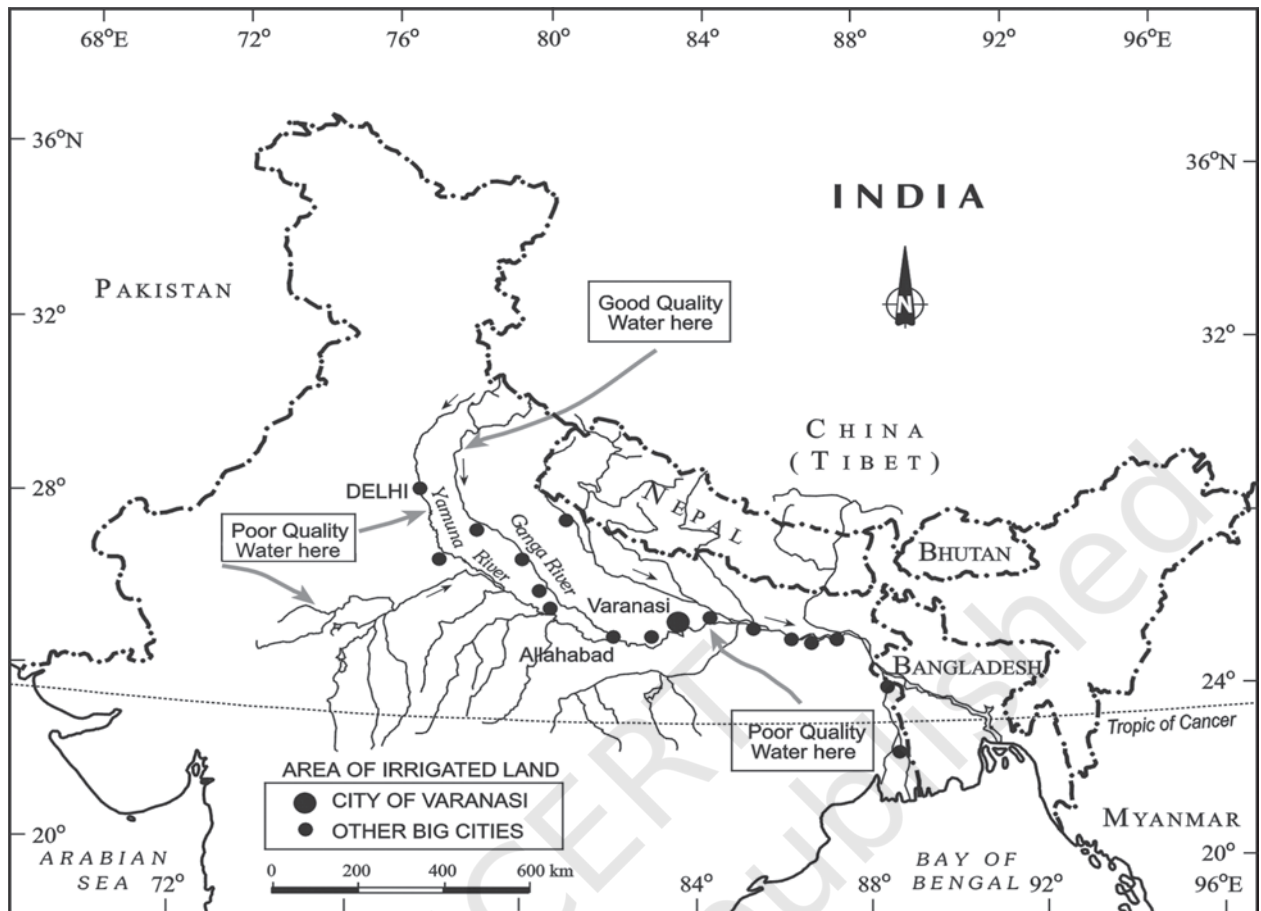 68°E 72° 76° 80° 84° 88° 92° 96°E
36°N
36°N
INDIA
N
PAKISTAN
Good Quality
Water here
32°
32°
CHINA
(TIBET)
28°
DELHI
NEPAL
Poor Quality
Water here
Yamuna
River
Ganga River
BHUTAN
Varanasi
Allahabad
BANGLADESH
24°
Tropic of Cancer
Poor Quality
Water here
AREA OF IRRIGATED LAND
CITY OF VARANASI
OTHER BIG CITIES
20°
MYANMAR
ARABIAN
SEA
0 200 400 600 km
BAY OF
BENGAL
20°
72° 84° 88° 92° 96°E
CERT
published